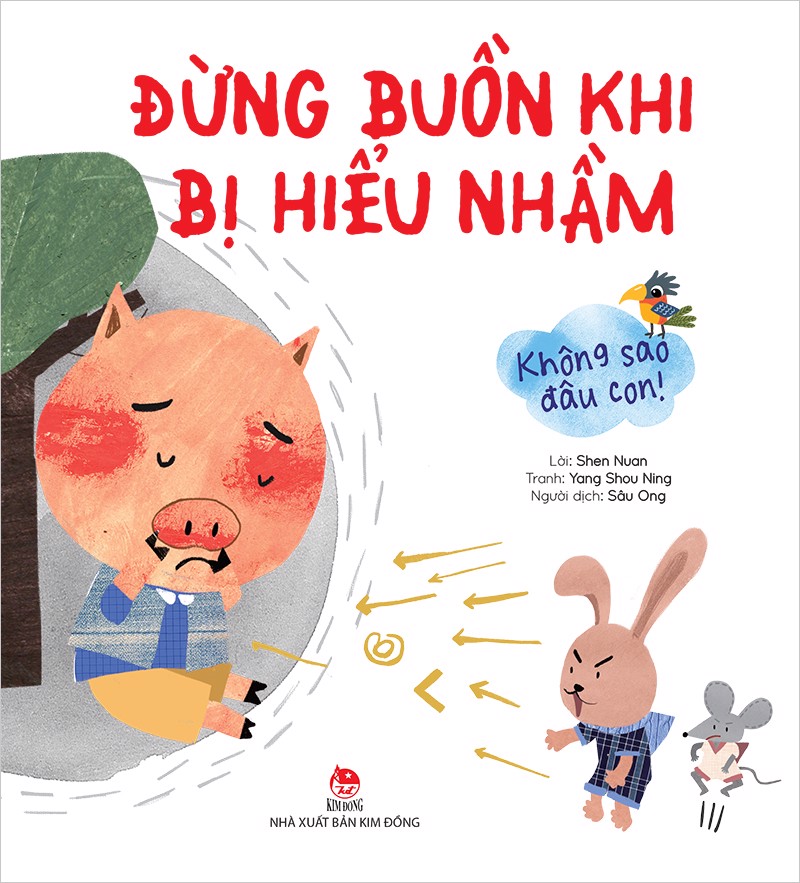 ĐỪNG BUỒN KHI
BỊ HIỂU NHẦM
Không sao
đâu con!
Lời: Shen Nuan
Tranh: Yang Shou Ning
Người dịch: Sâu Ong
KIM ĐỒNG
NHÀ XUẤT BẢN KIM ĐỒNG